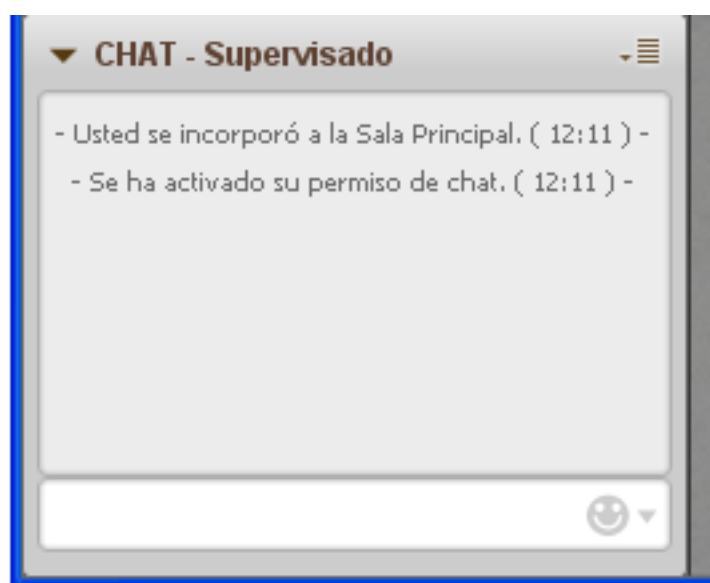 CHAT - Supervisado
- Usted se incorporó a la Sala Principal. ( 12:11 ) -
- Se ha activado su permiso de chat. ( 12:11 ) -